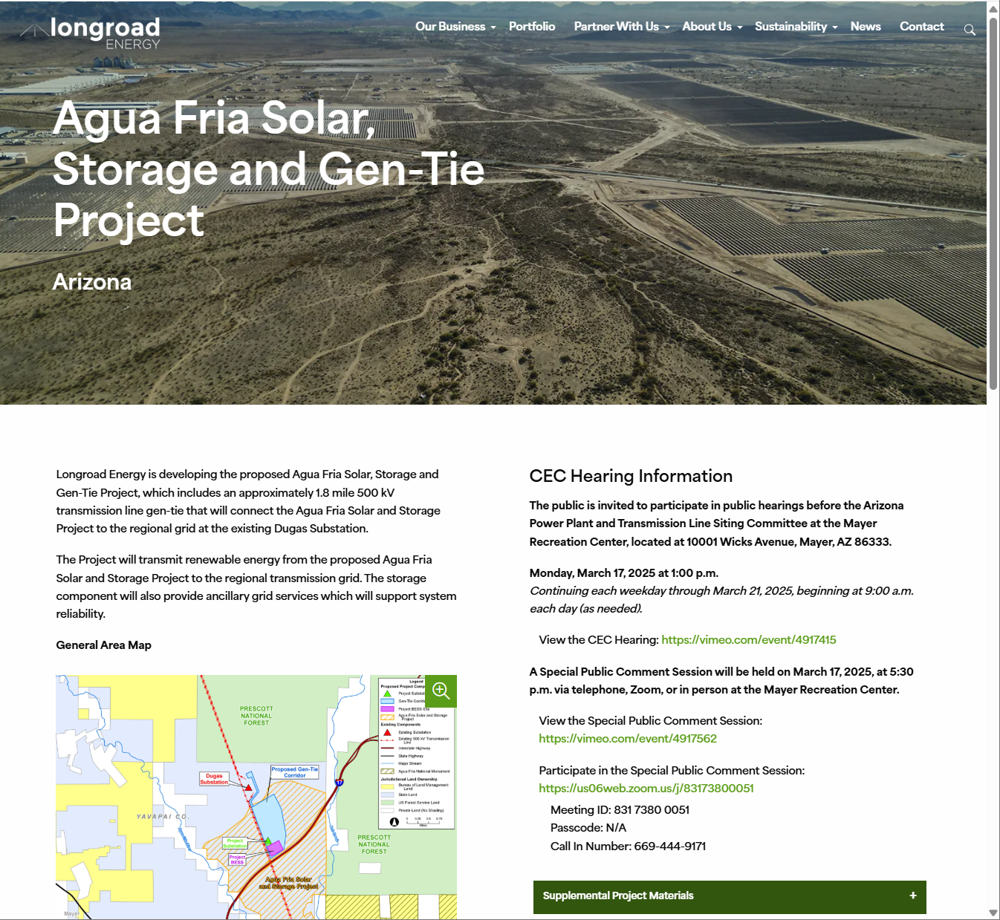 longroad
ENERGY
Our Business
Portfolio
Partner With Us
About Us
Sustainability
News
Contact
Agua Fria Solar,
Storage and Gen-Tie
Project
Arizona
Longroad Energy is developing the proposed Agua Fria Solar, Storage and
Gen-Tie Project, which includes an approximately 1.8 mile 500 kV
transmission line gen-tie that will connect the Agua Fria Solar and Storage
Project to the regional grid at the existing Dugas Substation.
The Project will transmit renewable energy from the proposed Agua Fria
Solar and Storage Project to the regional transmission grid. The storage
component will also provide ancillary grid services which will support system
reliability.
General Area Map
PRESCOTT
NATIONAL
FOREST
Dugas
Substation
Proposed Gen-Tie
Corridor
17
YAVAPAI CO.
Project
Substation
Project
BESS
PRESCOTT
NATIONAL
FOREST
Agua Fria Solar
and Storage Project
Mayer
Legend
Proposed Project Comp
Project Substat
Gen-Tie Corrido
Project BESS Site
Agua Fria Solar and Storage
Project
Existing Components
Existing Substation
Existing 500 kV Transmission
Line
Interstate Highway
State Highway
Major Stream
Agua Fria National Monument
Jurisdictional Land Ownership
Bureau of Land Management
Land
State Land
US Forest Service Land
Private Land (No Shading)
Miles
CEC Hearing Information
The public is invited to participate in public hearings before the Arizona
Power Plant and Transmission Line Siting Committee at the Mayer
Recreation Center, located at 10001 Wicks Avenue, Mayer, AZ 86333.
Monday, March 17, 2025 at 1:00 p.m.
Continuing each weekday through March 21, 2025, beginning at 9:00 a.m.
each day (as needed).
View the CEC Hearing: https://vimeo.com/event/4917415
A Special Public Comment Session will be held on March 17, 2025, at 5:30
p.m. via telephone, Zoom, or in person at the Mayer Recreation Center.
View the Special Public Comment Session:
https://vimeo.com/event/4917562
Participate in the Special Public Comment Session:
https://us06web.zoom.us/j/83173800051
Meeting ID: 831 7380 0051
Passcode: N/A
Call In Number: 669-444-9171
Supplemental Project Materials +